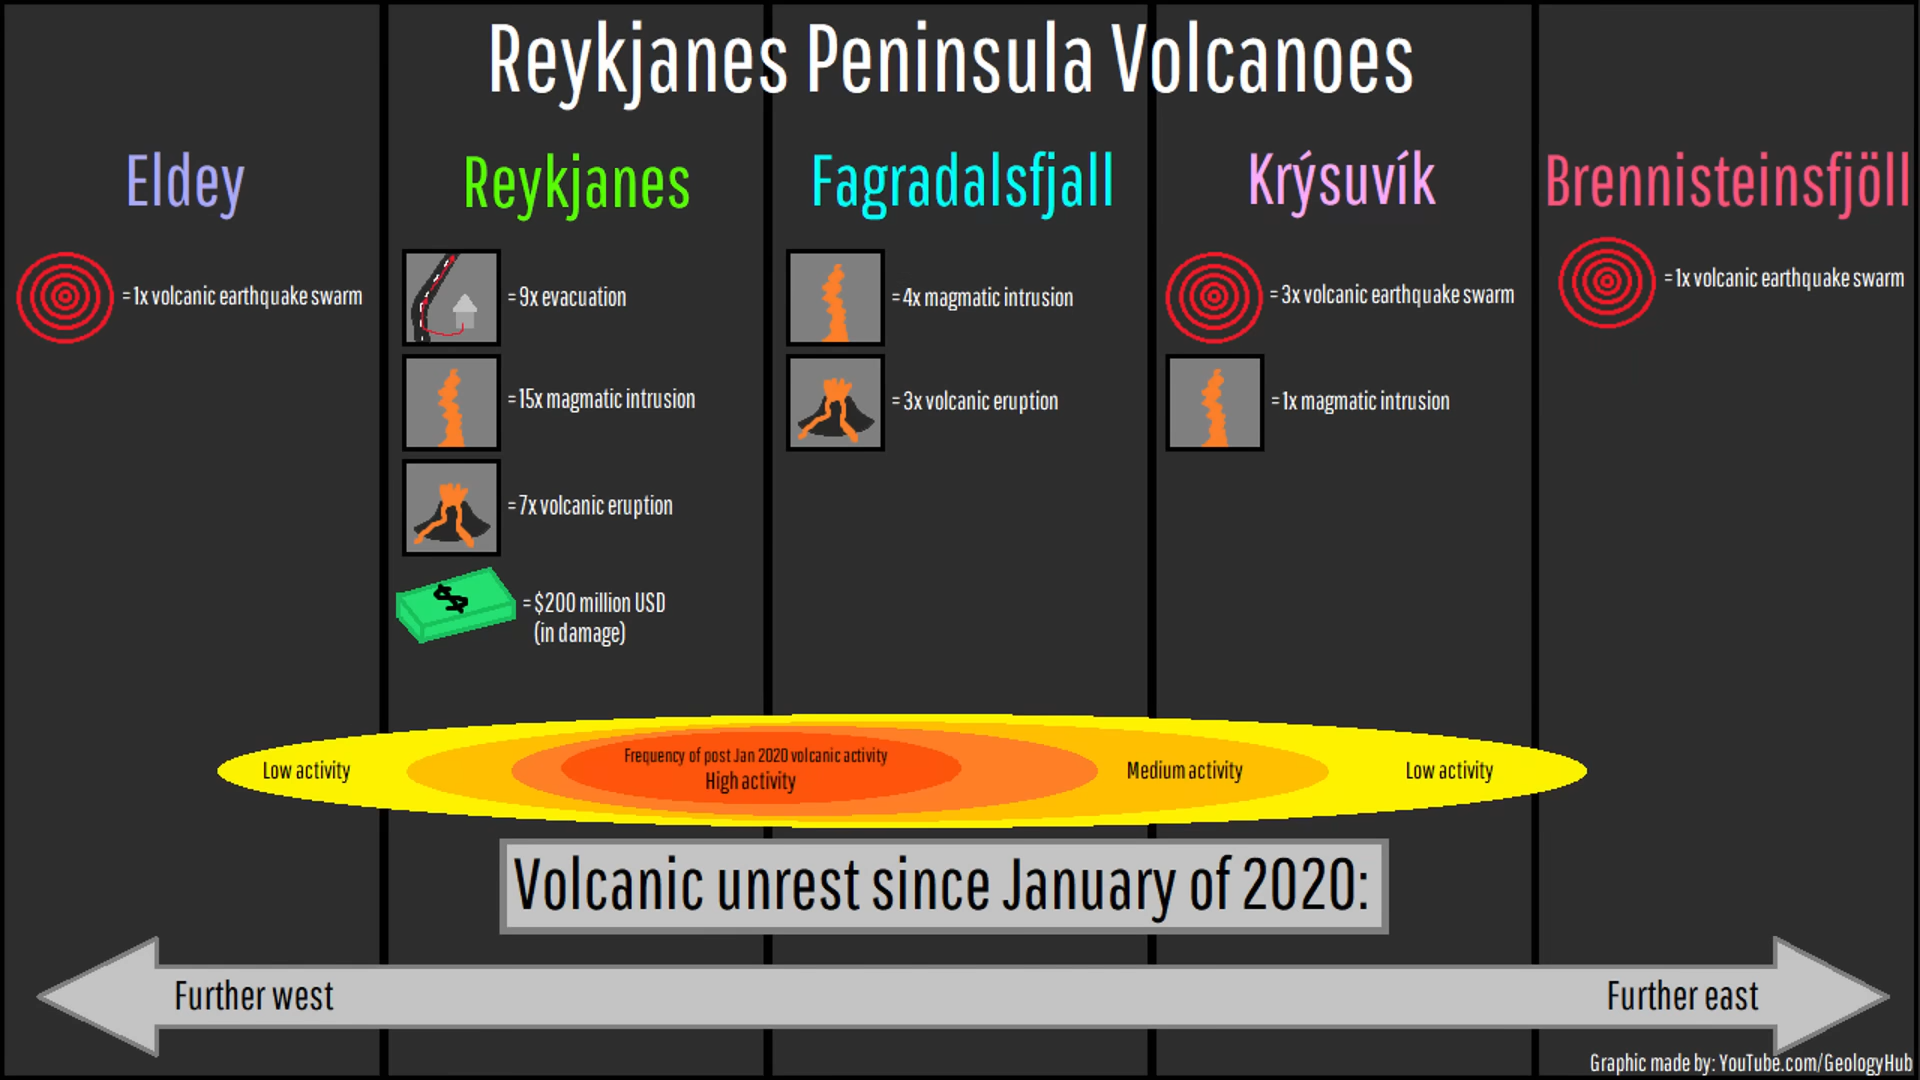 Reykjanes Peninsula Volcanoes
Eldey
= 1x volcanic earthquake swarm
Reykjanes
= 9x evacuation
= 15x magmatic intrusion
= 7x volcanic eruption
$
= $200 million USD
(in damage)
Fagradalsfjall
= 4x magmatic intrusion
= 3x volcanic eruption
Krýsuvík
= 3x volcanic earthquake swarm
= 1x magmatic intrusion
Brennisteinsfjöll
= 1x volcanic earthquake swarm
Low activity
Frequency of post Jan 2020 volcanic activity
High activity
Medium activity
Low activity
Volcanic unrest since January of 2020:
Further west
Further east
Graphic made by: YouTube.com/GeologyHub